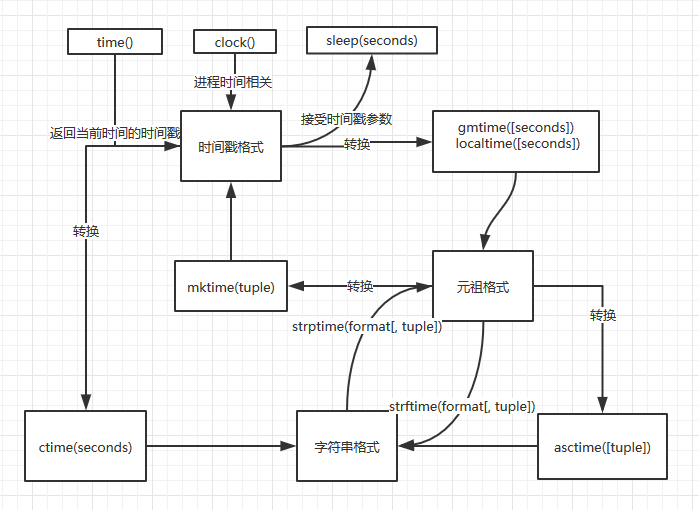 time()
clock()
sleep(seconds)
进程时间相关
返回当前时间的时间戳
时间戳格式
接受时间戳参数
转换
gmtime([seconds])
localtime([seconds])
转换
mktime(tuple)
转换
元祖格式
转换
strptime(format[, tuple])
strftime(format[, tuple])
ctime(seconds)
字符串格式
asctime([tuple])